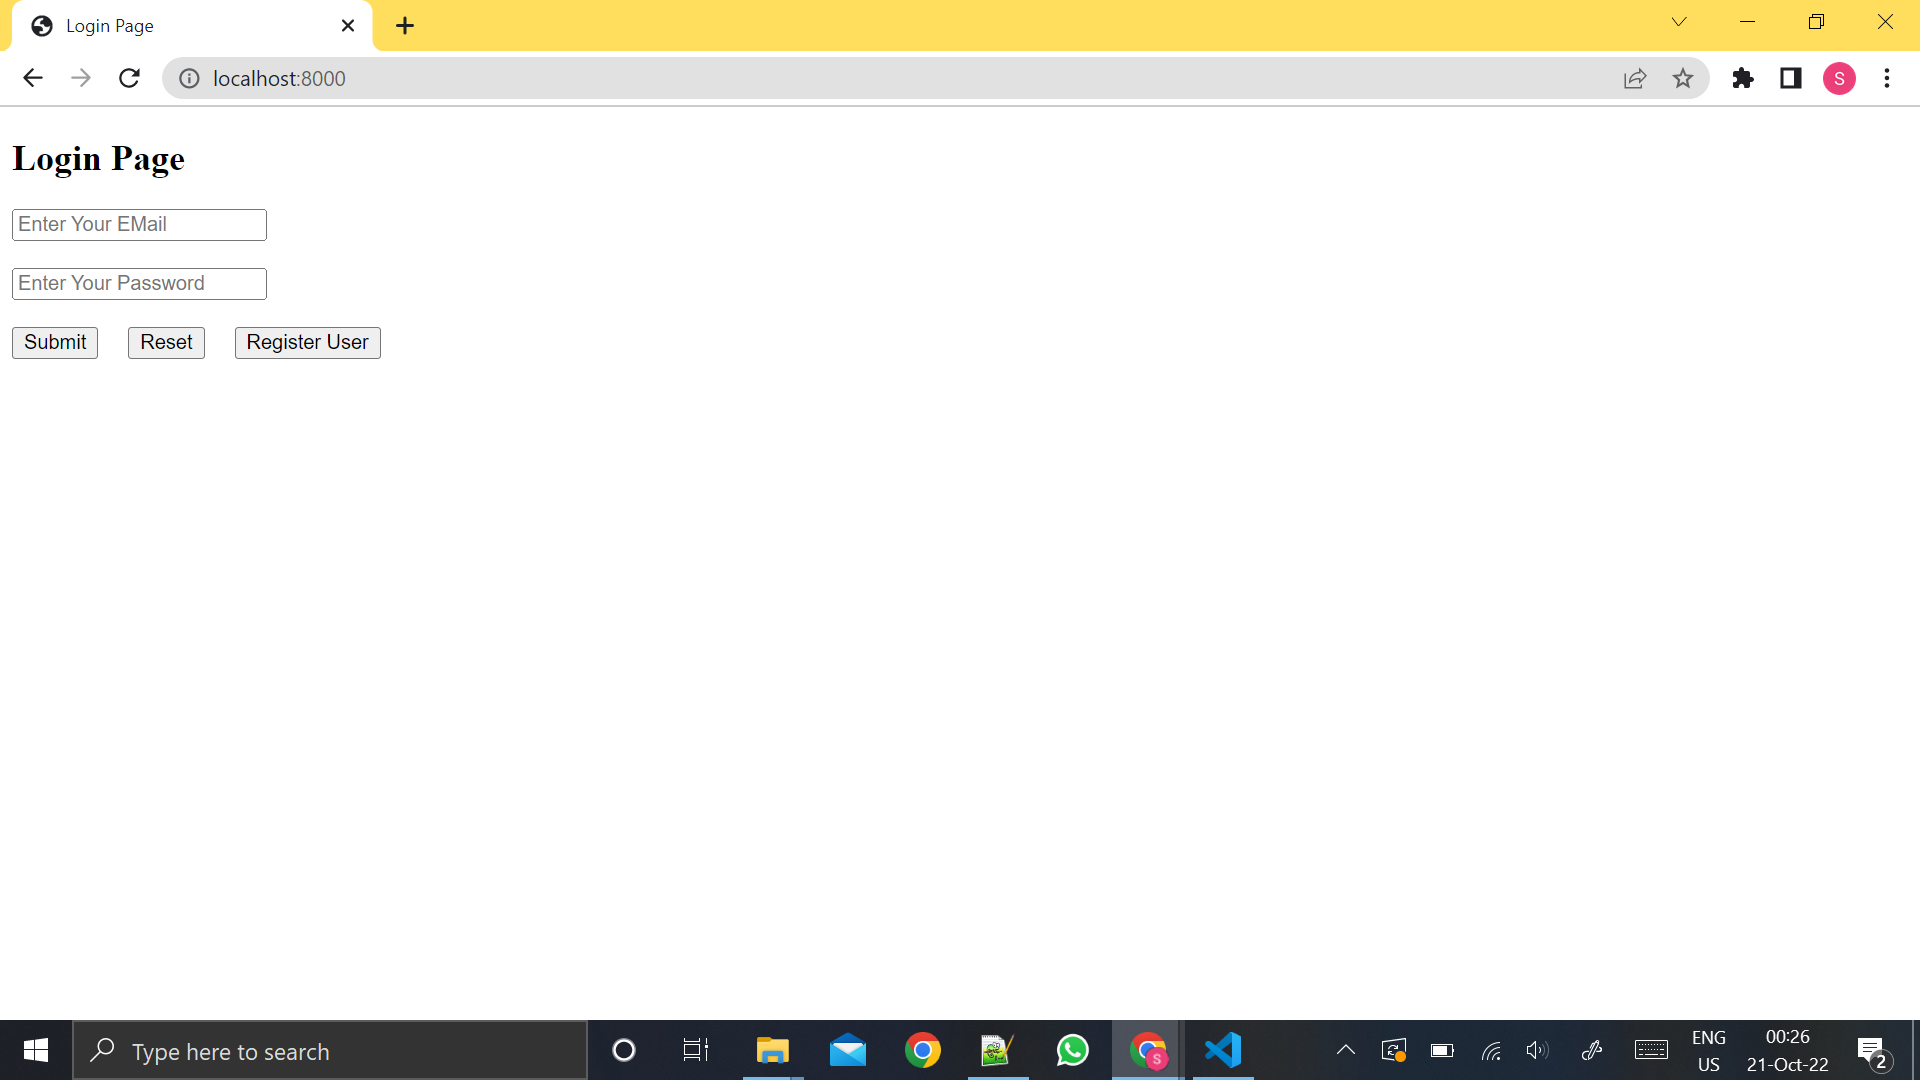 Login Page
localhost:8000
S
Login Page
Enter Your EMail
Enter Your Password
Submit Reset Register User
Type here to search
S
ENG
US
00:26
21-Oct-22
2